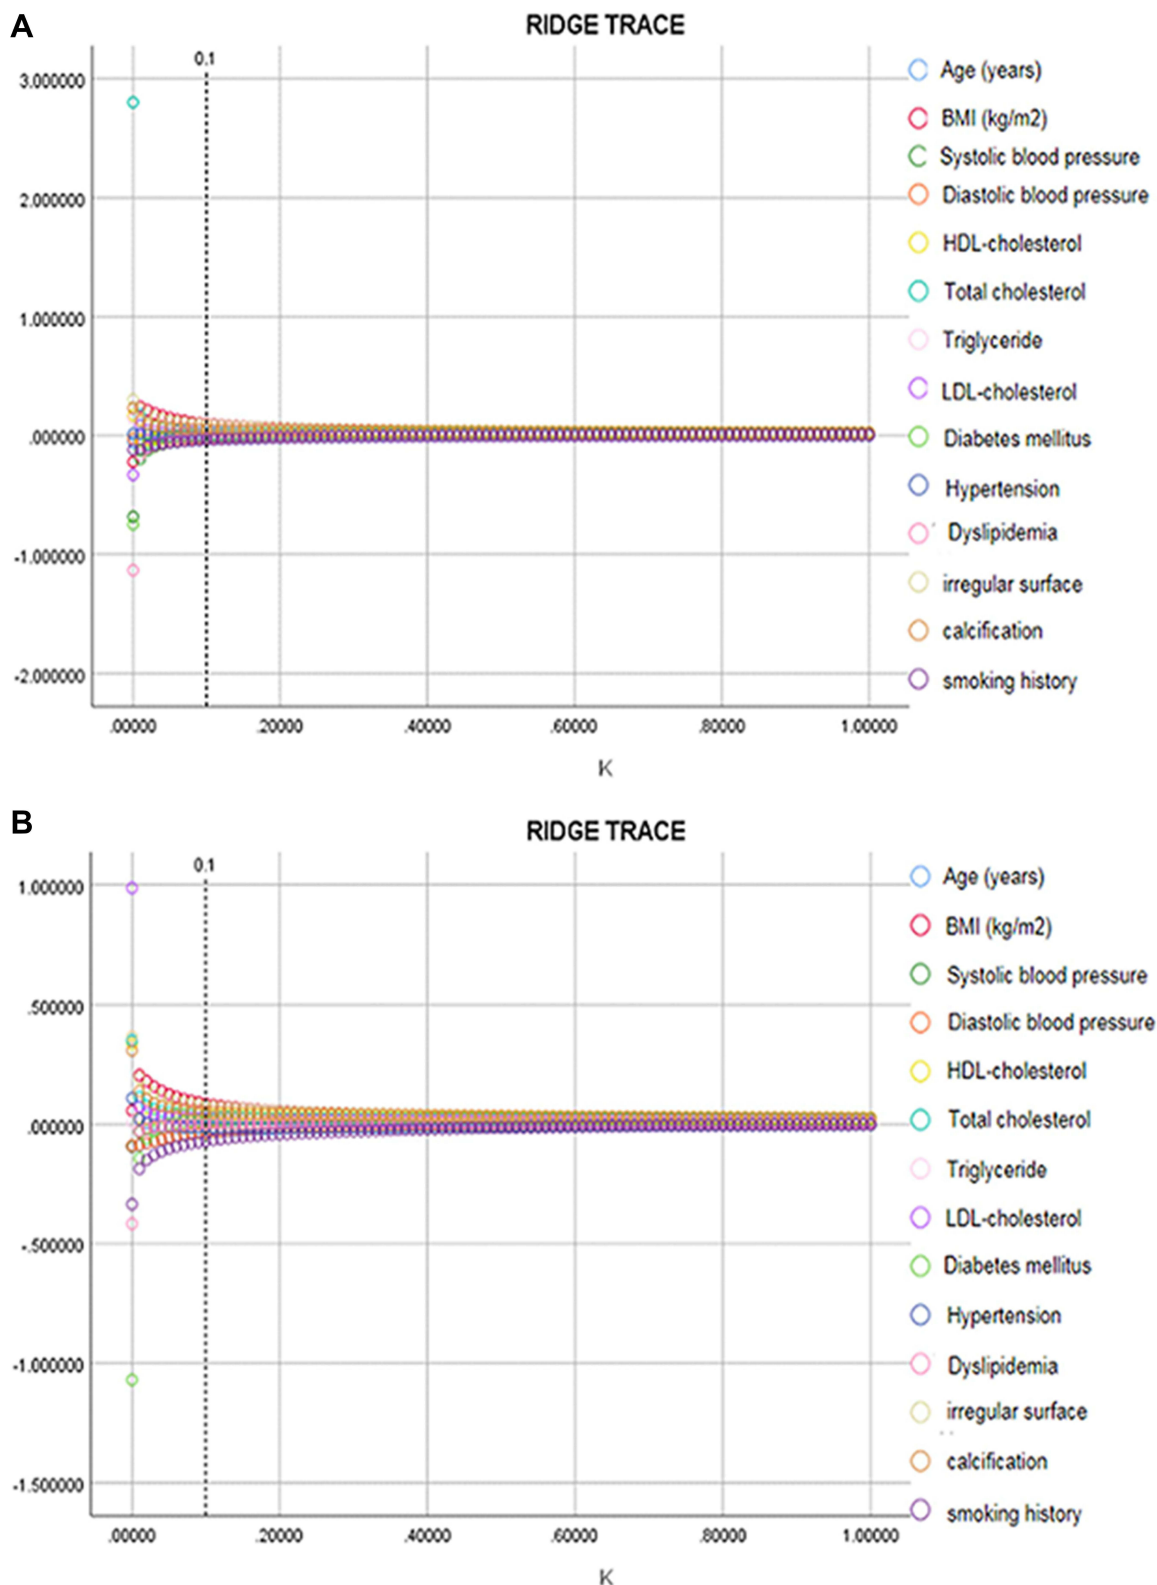 A
RIDGE TRACE
0.1
3.000000
2.000000
1.000000
.000000
-1.000000
-2.000000
.00000 .20000 .40000 .60000 .80000 1.00000
K
Age (years)
BMI (kg/m2)
Systolic blood pressure
Diastolic blood pressure
HDL-cholesterol
Total cholesterol
Triglyceride
LDL-cholesterol
Diabetes mellitus
Hypertension
Dyslipidemia
irregular surface
calcification
smoking history
B
RIDGE TRACE
0.1
1.000000
.500000
.000000
-.500000
-1.000000
-1.500000
.00000 .20000 .40000 .60000 .80000 1.00000
K
Age (years)
BMI (kg/m2)
Systolic blood pressure
Diastolic blood pressure
HDL-cholesterol
Total cholesterol
Triglyceride
LDL-cholesterol
Diabetes mellitus
Hypertension
Dyslipidemia
irregular surface
calcification
smoking history